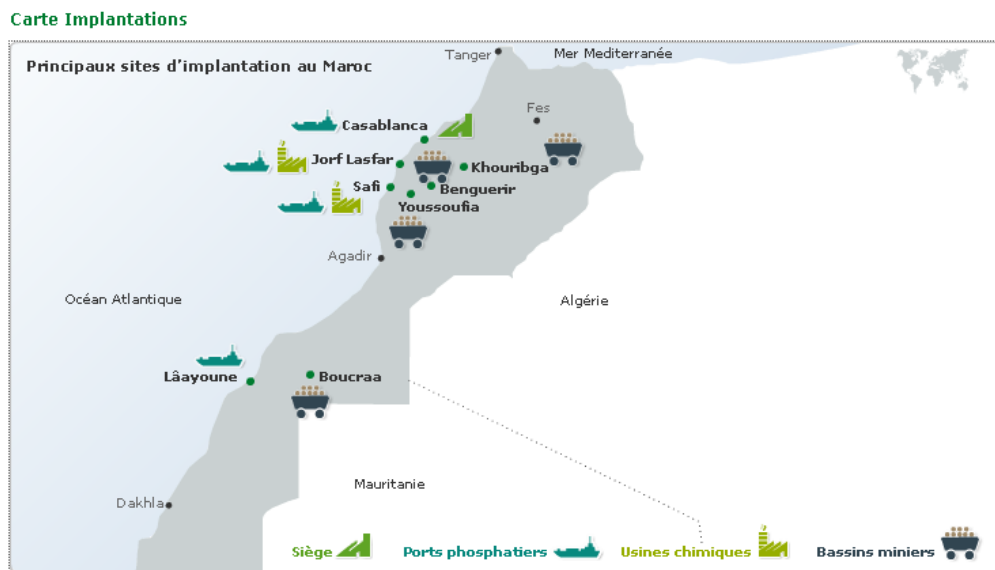 Carte Implantations
Tanger
Mer Mediterranée
Principaux sites d'implantation au Maroc
Fes
Casablanca
Jorf Lasfar
Khouribga
Safi
Benguerir
Youssoufia
Agadir
Océan Atlantique
Algérie
Lâayoune
Boucraa
Mauritanie
Dakhla
Siège
Ports phosphatiers
Usines chimiques
Bassins miniers